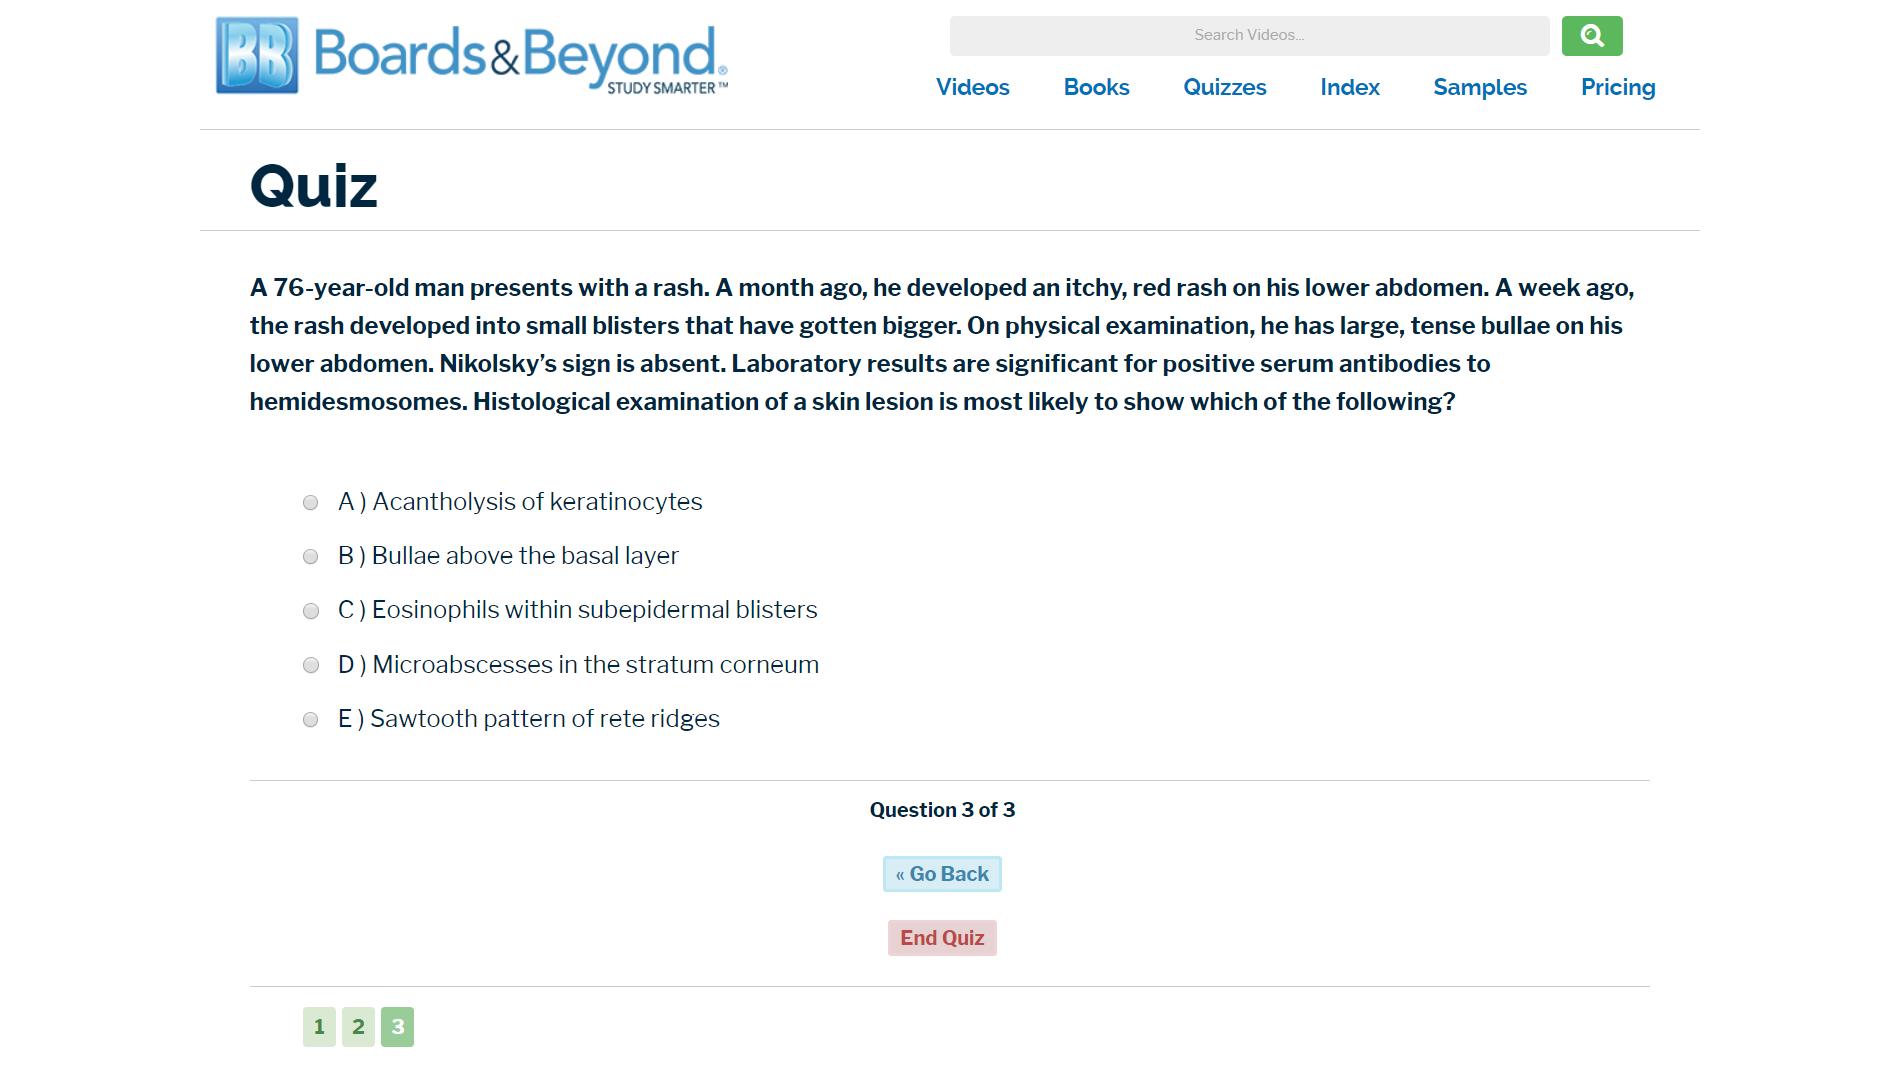 BB Boards&Beyond®
STUDY SMARTER™
Search Videos...
Videos Books Quizzes Index Samples Pricing
Quiz
A 76-year-old man presents with a rash. A month ago, he developed an itchy, red rash on his lower abdomen. A week ago,
the rash developed into small blisters that have gotten bigger. On physical examination, he has large, tense bullae on his
lower abdomen. Nikolsky’s sign is absent. Laboratory results are significant for positive serum antibodies to
hemidesmosomes. Histological examination of a skin lesion is most likely to show which of the following?
A ) Acantholysis of keratinocytes
B ) Bullae above the basal layer
C ) Eosinophils within subepidermal blisters
D ) Microabscesses in the stratum corneum
E ) Sawtooth pattern of rete ridges
Question 3 of 3
« Go Back
End Quiz
1 2 3